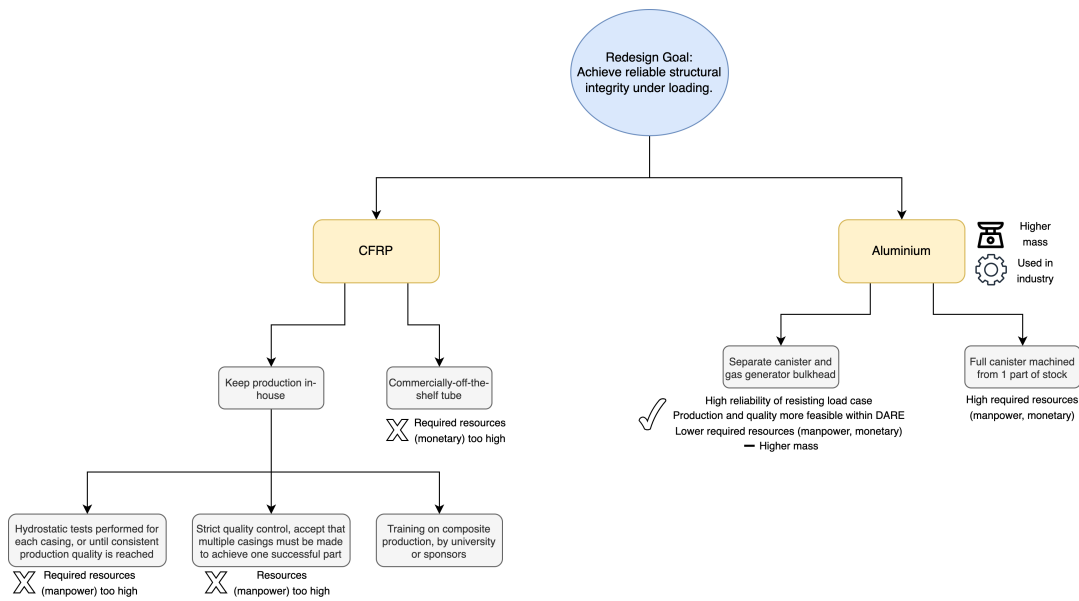 Redesign Goal:
Achieve reliable structural
integrity under loading.
CFRP
Aluminium
Higher
mass
Used in
industry
Keep production in-
house
Commercially-off-the-
shelf tube
Required resources
(monetary) too high
Separate canister and
gas generator bulkhead
High reliability of resisting load case
Production and quality more feasible within DARE
Lower required resources (manpower, monetary)
Higher mass
Full canister machined
from 1 part of stock
High required resources
(manpower, monetary)
Hydrostatic tests performed for
each casing, or until consistent
production quality is reached
Required resources
(manpower) too high
Strict quality control, accept that
multiple casings must be made
to achieve one successful part
Resources
(manpower) too high
Training on composite
production, by university
or sponsors